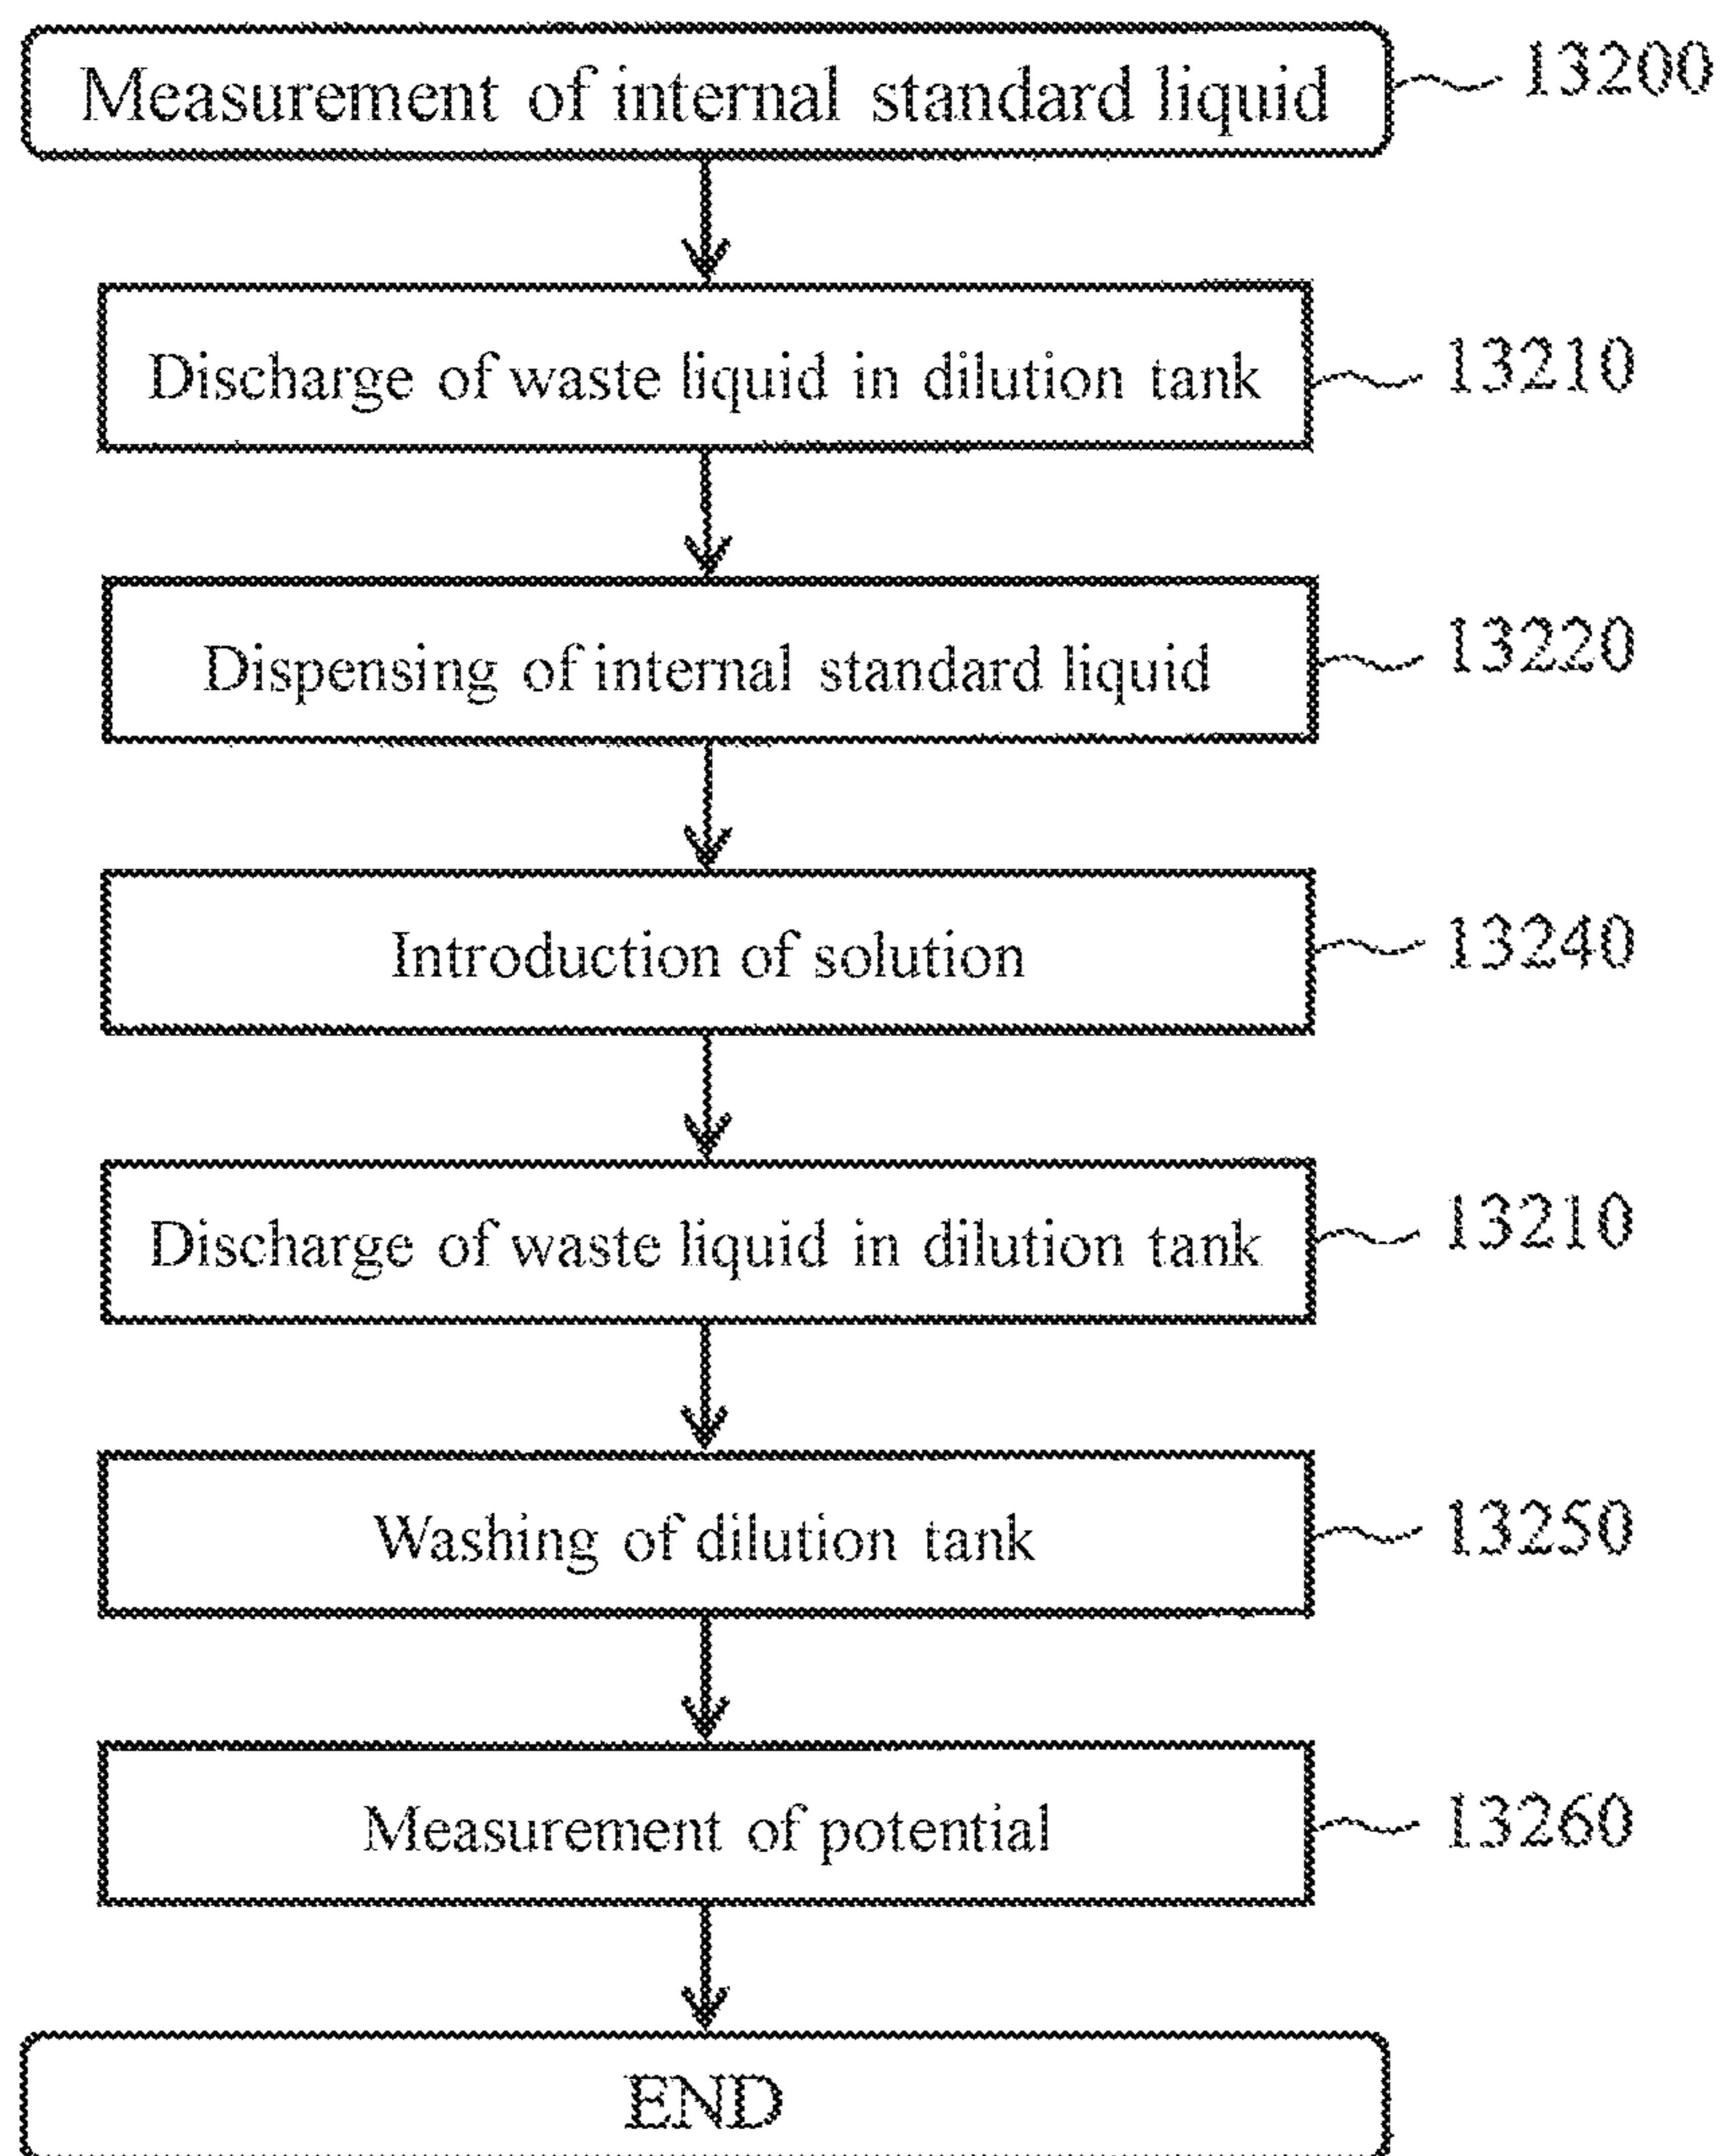 Measurement of internal standard liquid 13200
Discharge of waste liquid in dilution tank 13210
Dispensing of internal standard liquid 13220
Introduction of solution 13240
Discharge of waste liquid in dilution tank 13210
Washing of dilution tank 13250
Measurement of potential 13260
END